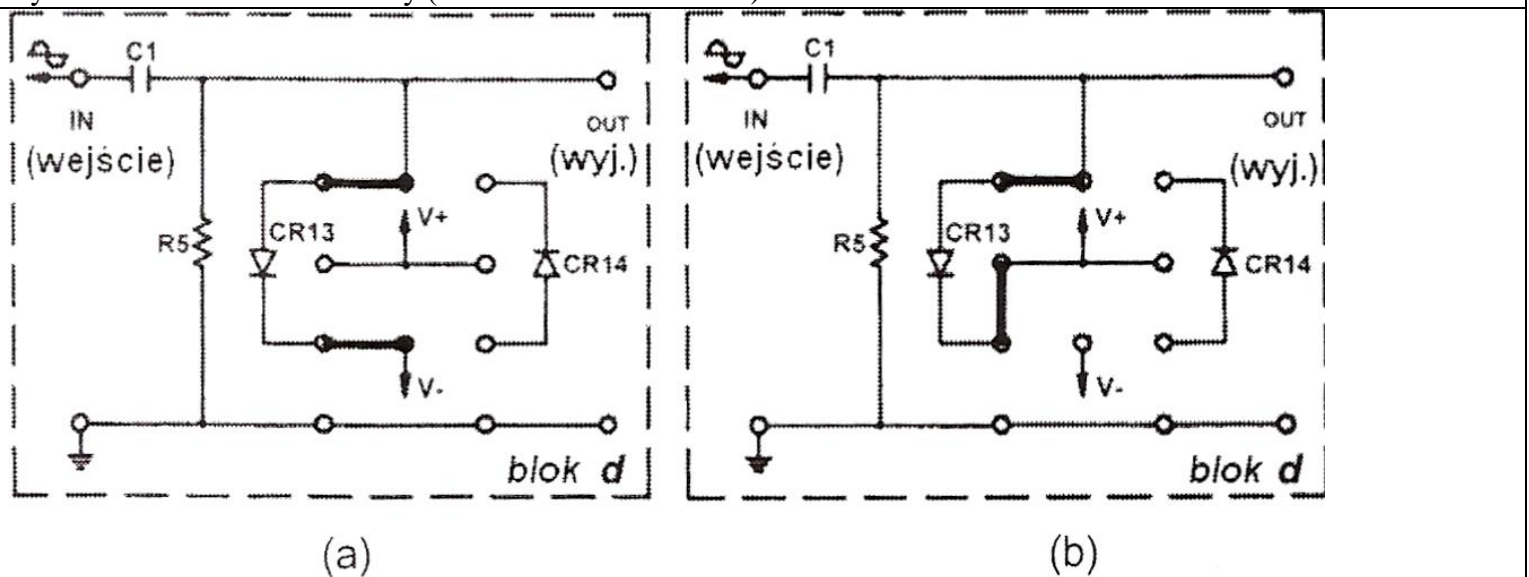 C1
IN
(wejście)
OUT
(wyj.)
R5
CR13
V+
CR14
V-
blok d
(a)
C1
IN
(wejście)
OUT
(wyj.)
R5
CR13
V+
CR14
V-
blok d
(b)